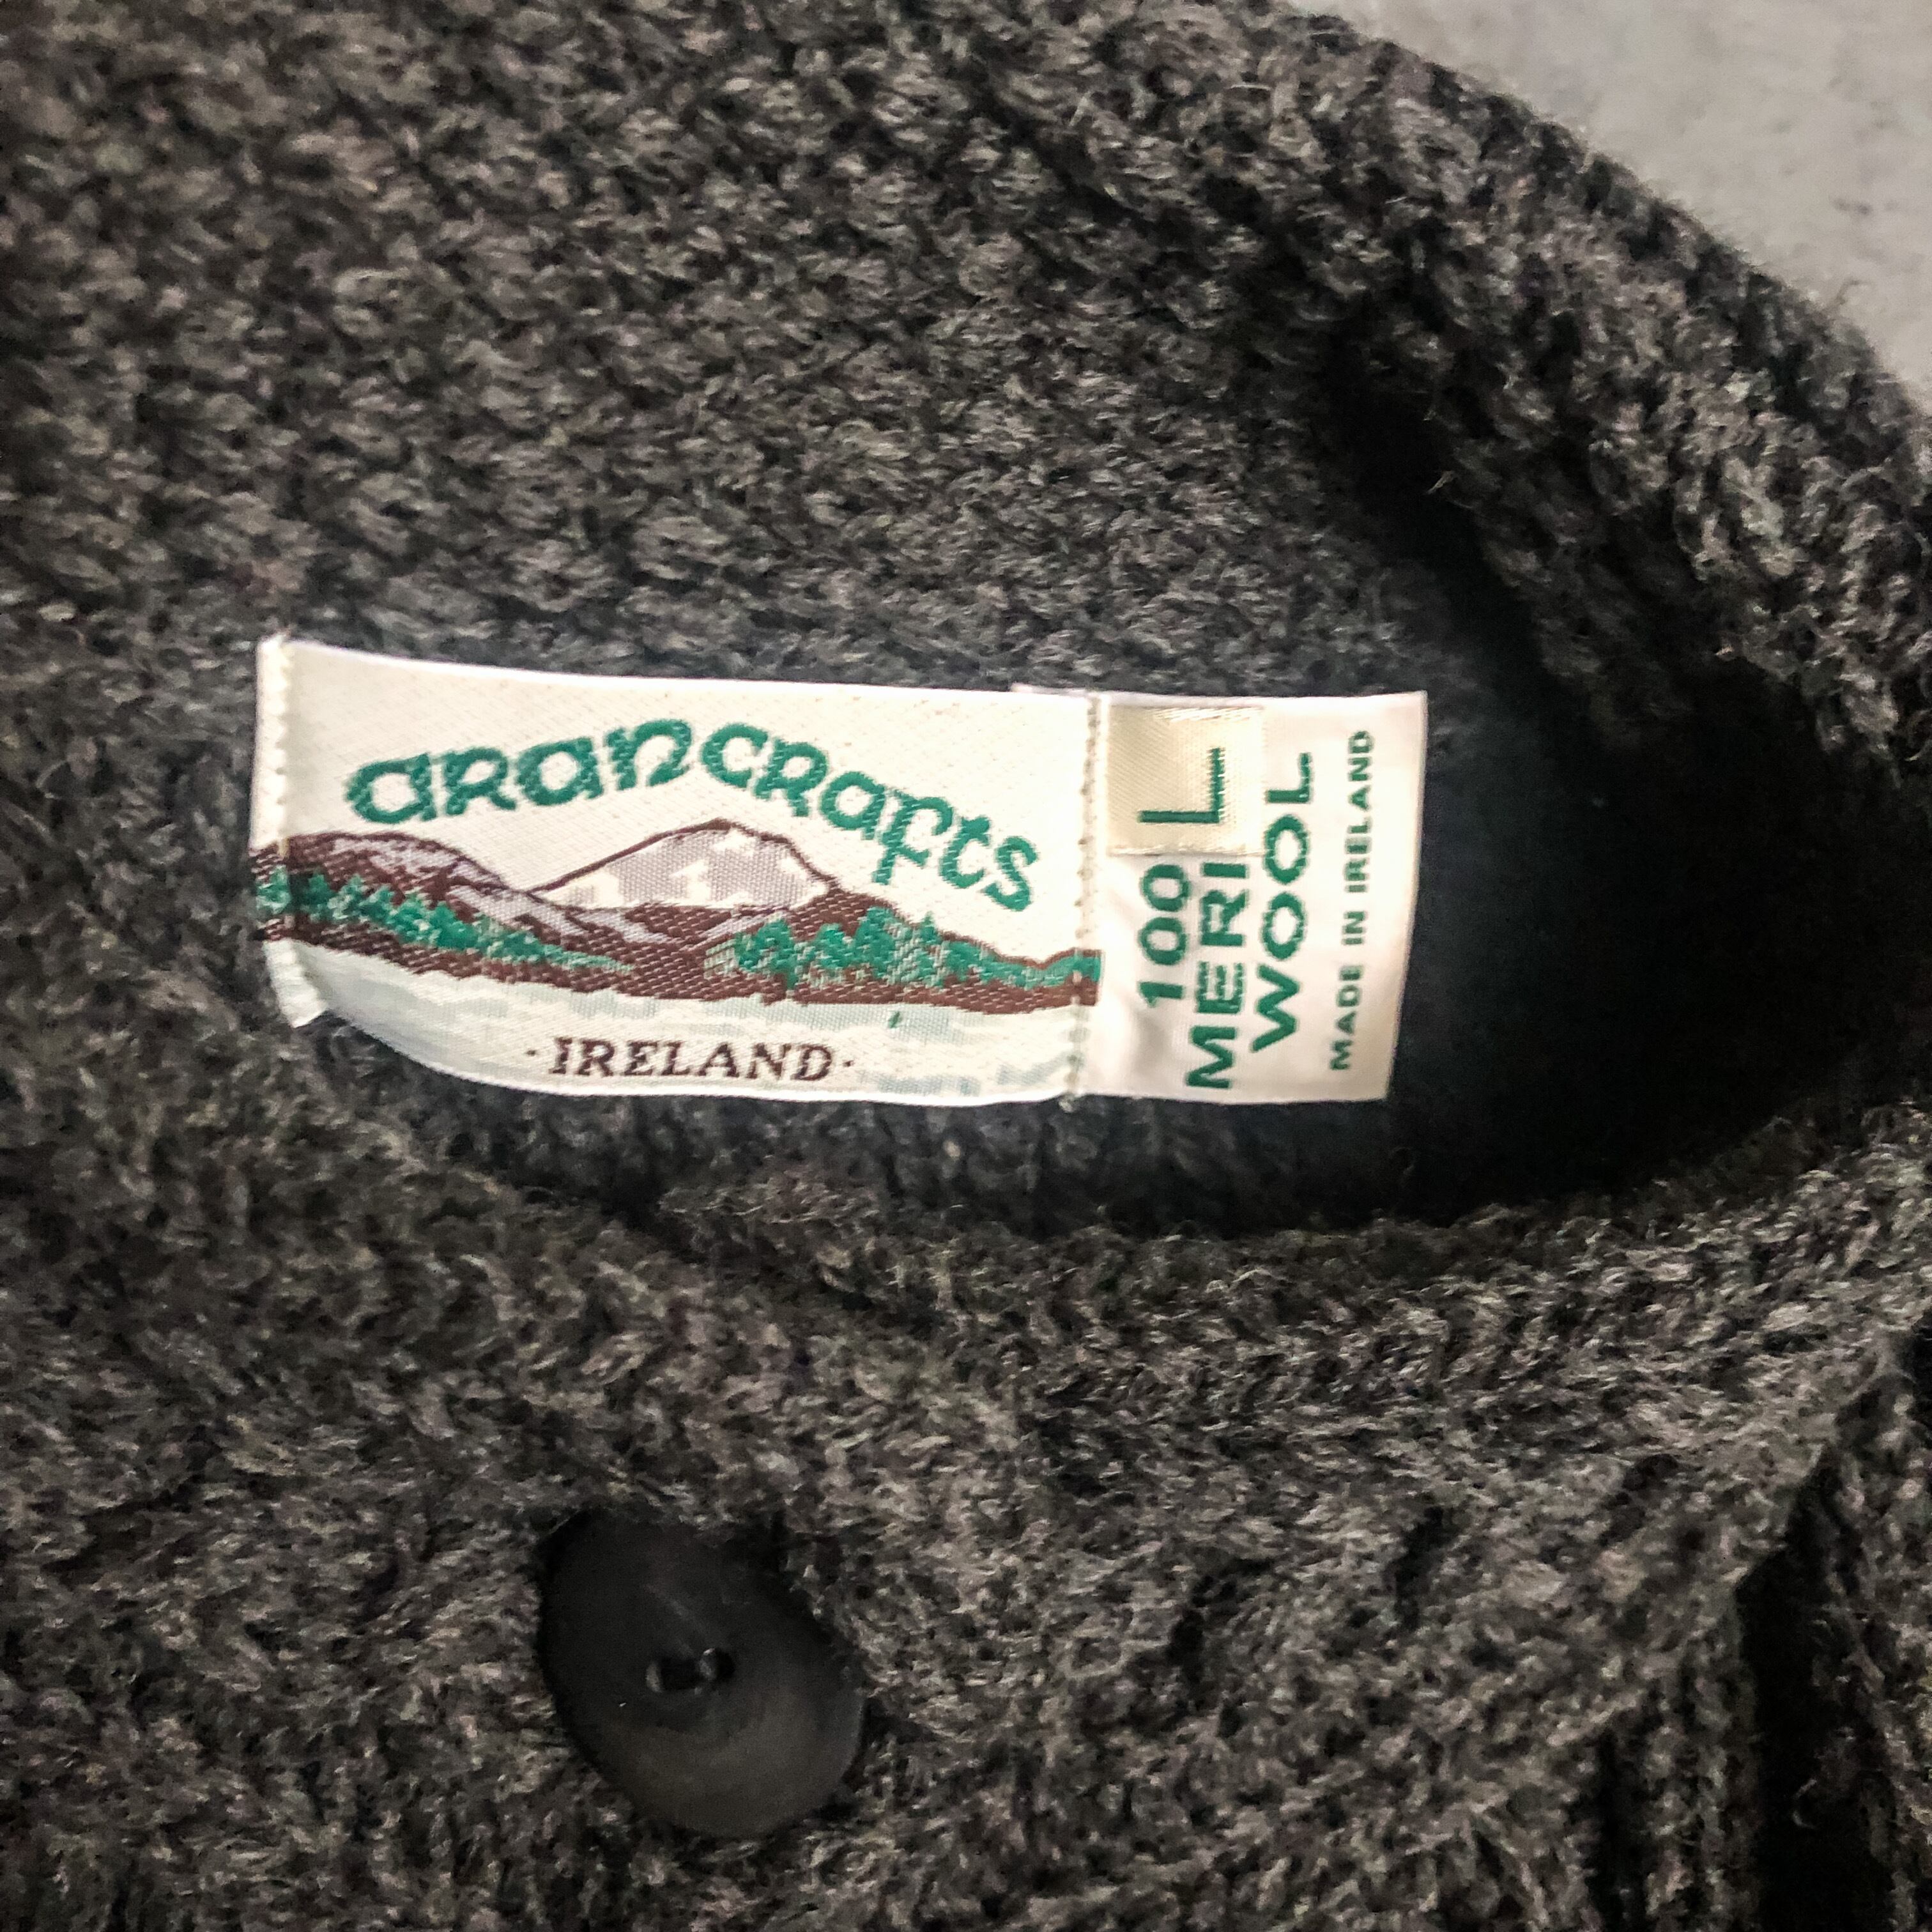 arancrafts
·IRELAND·
L
100
MERI
WOOL
MADE IN IRELAND